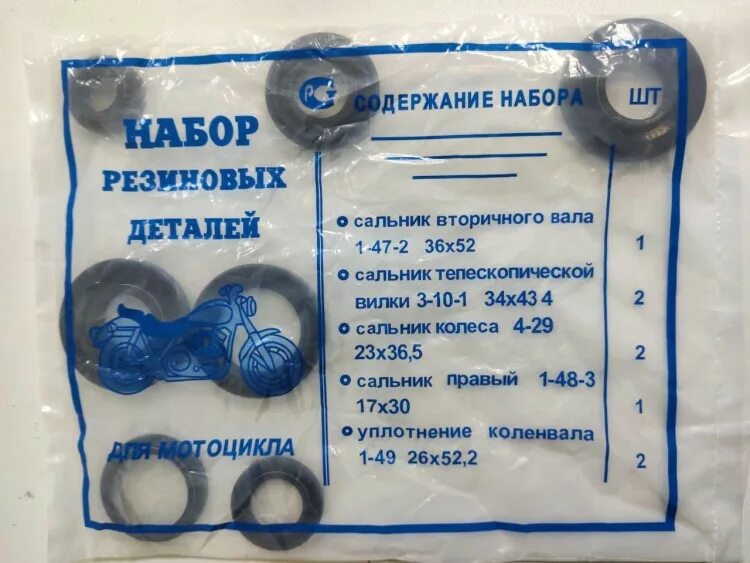 НАБОР
РЕЗИНОВЫХ
ДЕТАЛЕЙ
ДЛЯ МОТОЦИКЛА
СОДЕРЖАНИЕ НАБОРА ШТ
сальник вторичного вала
1-47-2 36х52 1
сальник тепескопической
вилки 3-10-1 34х43 4 2
сальник колеса 4-29
23х36,5 2
сальник правый 1-48-3
17х30 1
уплотнение коленвала
1-49 26х52,2 2